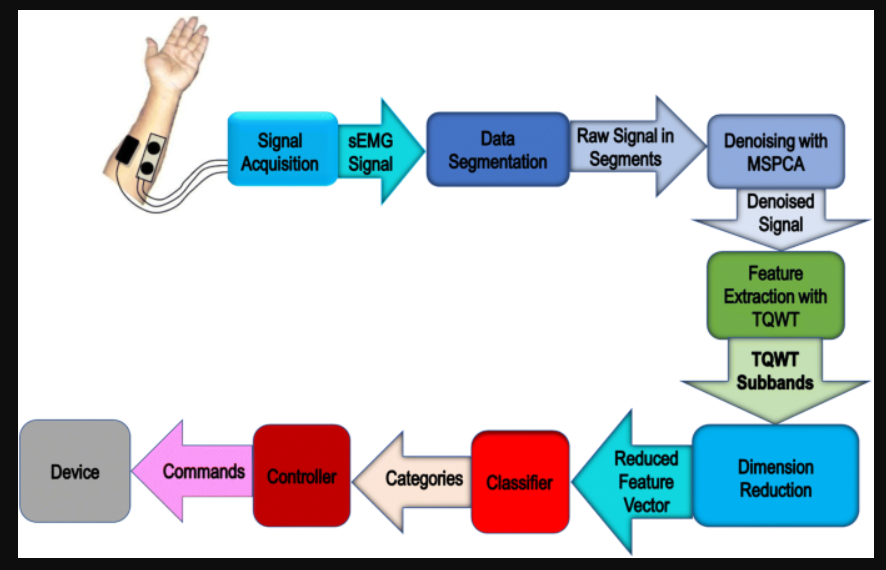 Signal
Acquisition
sEMG
Signal
Data
Segmentation
Raw Signal in
Segments
Denoising with
MSPCA
Denoised
Signal
Feature
Extraction with
TQWT
TQWT
Subbands
Dimension
Reduction
Reduced
Feature
Vector
Classifier
Categories
Controller
Commands
Device